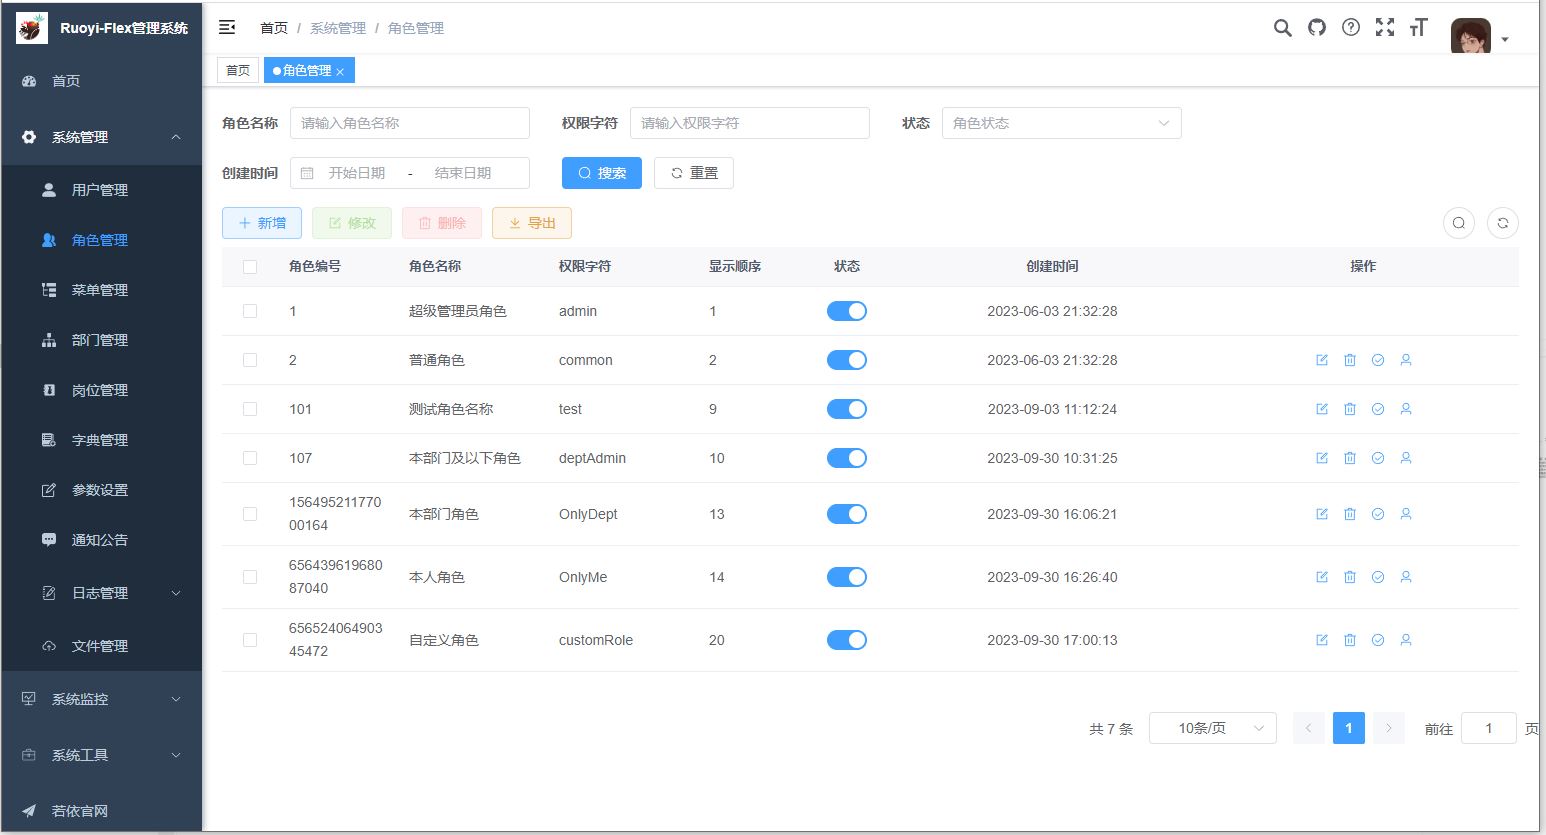 Ruoyi-Flex管理系统
首页 / 系统管理 / 角色管理
首页
角色管理
首页
系统管理
用户管理
角色管理
菜单管理
部门管理
岗位管理
字典管理
参数设置
通知公告
日志管理
文件管理
系统监控
系统工具
若依官网
角色名称 请输入角色名称 权限字符 请输入权限字符 状态 角色状态
创建时间 开始日期 - 结束日期 搜索 重置
新增 修改 删除 导出
角色编号 角色名称 权限字符 显示顺序 状态 创建时间 操作
1 超级管理员角色 admin 1 2023-06-03 21:32:28
2 普通角色 common 2 2023-06-03 21:32:28
101 测试角色名称 test 9 2023-09-03 11:12:24
107 本部门及以下角色 deptAdmin 10 2023-09-30 10:31:25
156495211770
00164
本部门角色 OnlyDept 13 2023-09-30 16:06:21
656439619680
87040
本人角色 OnlyMe 14 2023-09-30 16:26:40
656524064903
45472
自定义角色 customRole 20 2023-09-30 17:00:13
共 7 条 10条/页 1 前往 1 页